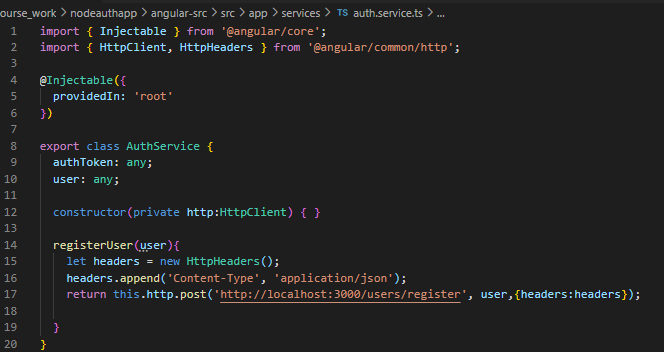 ourse_work > nodeauthapp > angular-src > src > app > services > TS auth.service.ts > ...
1 import { Injectable } from '@angular/core';
2 import { HttpClient, HttpHeaders } from '@angular/common/http';
3
4 @Injectable({
5   providedIn: 'root'
6 })
7
8 export class AuthService {
9   authToken: any;
10   user: any;
11
12   constructor(private http:HttpClient) { }
13
14   registerUser(user){
15     let headers = new HttpHeaders();
16     headers.append('Content-Type', 'application/json');
17     return this.http.post('http://localhost:3000/users/register', user,{headers:headers});
18
19   }
20 }